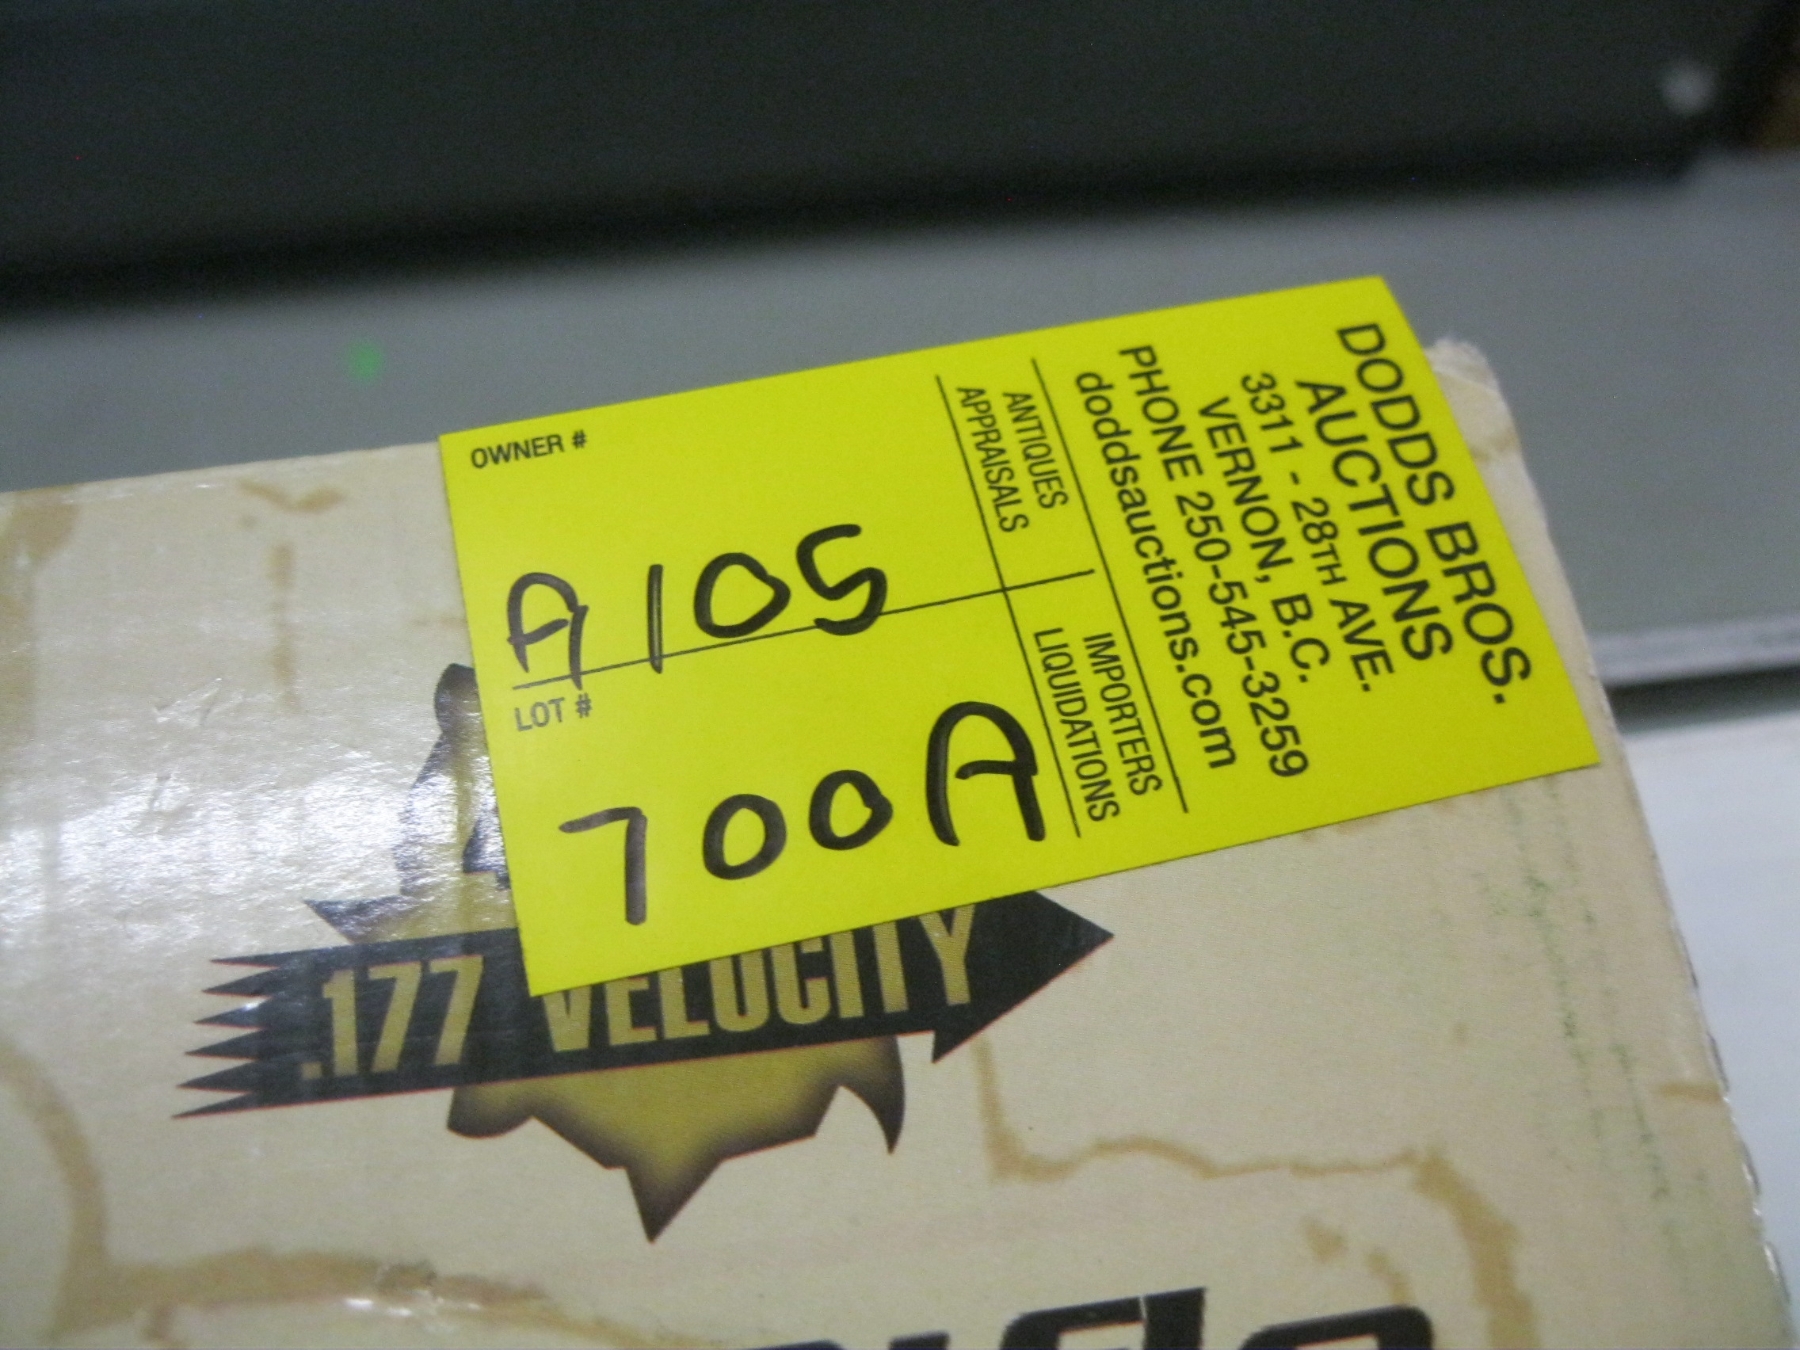 DODDS BROS.
AUCTIONS
3311 - 28TH AVE.
VERNON, B.C.
PHONE 250-545-3259
doddsauctions.com
ANTIQUES
APPRAISALS
IMPORTERS
LIQUIDATIONS
OWNER #
A105
LOT #
700A
.177 VELOCITY